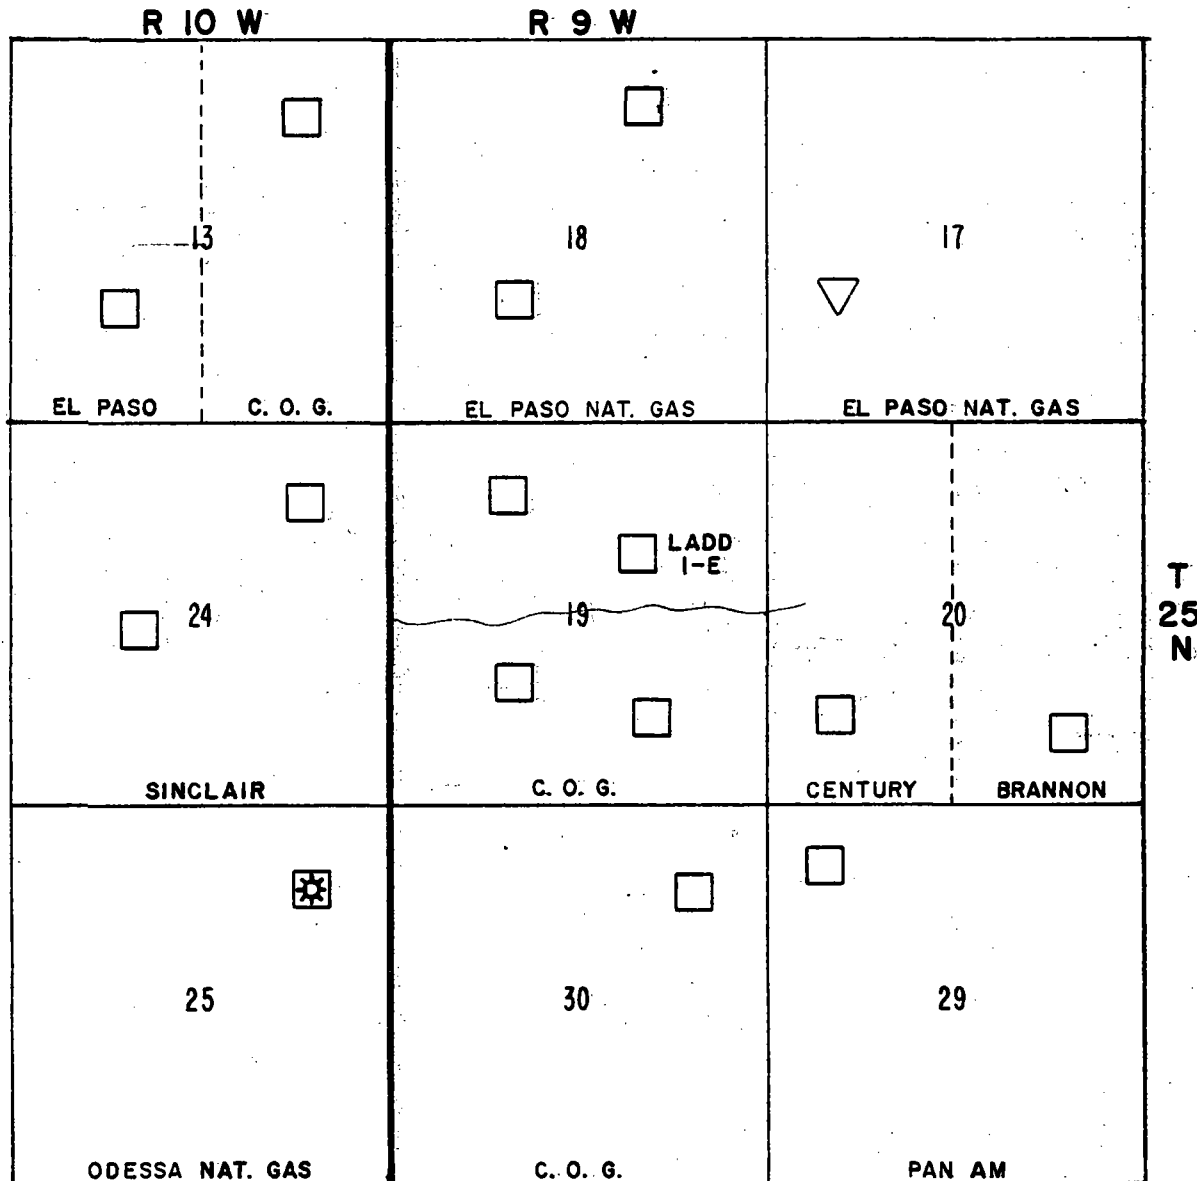 R 10 W R 9 W
13 18 17
EL PASO C. O. G. EL PASO NAT. GAS EL PASO NAT. GAS
LADD
1-E
T
25
N
24 19 20
SINCLAIR C. O. G. CENTURY BRANNON
25 30 29
ODESSA NAT. GAS C. O. G. PAN AM